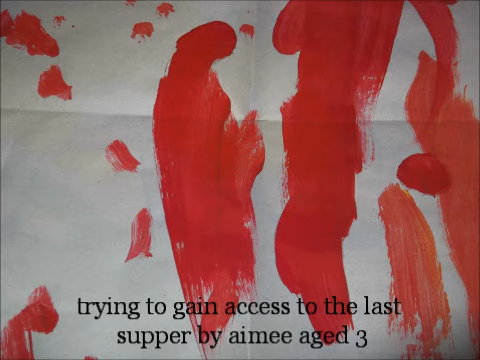 trying to gain access to the last
supper by aimee aged 3